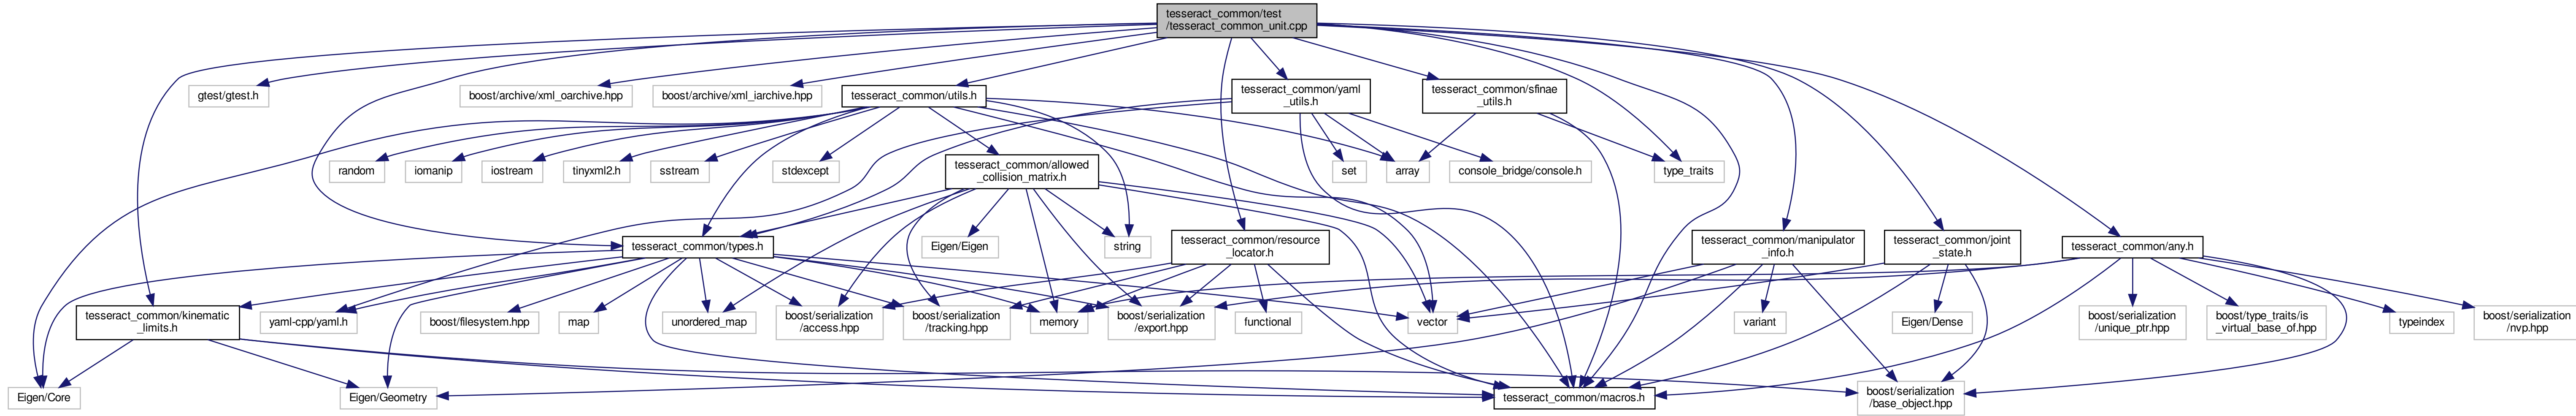 tesseract_common/test
/tesseract_common_unit.cpp
gtest/gtest.h
boost/archive/xml_oarchive.hpp
boost/archive/xml_iarchive.hpp
tesseract_common/utils.h
tesseract_common/yaml
_utils.h
tesseract_common/sfinae
_utils.h
random
iomanip
iostream
tinyxml2.h
sstream
stdexcept
tesseract_common/allowed
_collision_matrix.h
set
array
console_bridge/console.h
type_traits
tesseract_common/types.h
Eigen/Eigen
string
tesseract_common/resource
_locator.h
tesseract_common/manipulator
_info.h
tesseract_common/joint
_state.h
tesseract_common/any.h
tesseract_common/kinematic
_limits.h
yaml-cpp/yaml.h
boost/filesystem.hpp
map
unordered_map
boost/serialization
/access.hpp
boost/serialization
/tracking.hpp
memory
boost/serialization
/export.hpp
functional
vector
variant
Eigen/Dense
boost/serialization
/unique_ptr.hpp
boost/type_traits/is
_virtual_base_of.hpp
typeindex
boost/serialization
/nvp.hpp
Eigen/Core
Eigen/Geometry
tesseract_common/macros.h
boost/serialization
/base_object.hpp